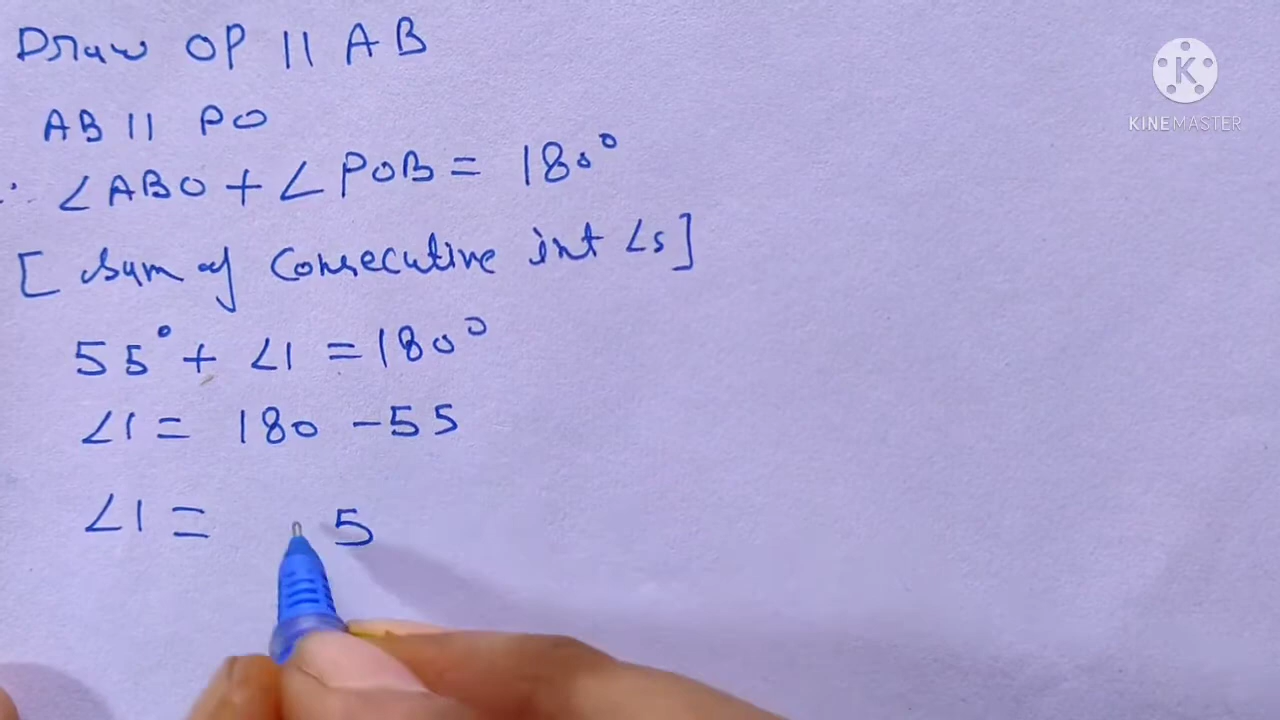 Draw OP || AB
AB || PO
∴ ∠ABO + ∠POB = 180°
[Sum of Consecutive int ∠s]
55° + ∠1 = 180°
∠1 = 180 - 55
∠1 = 5
K
KINEMASTER